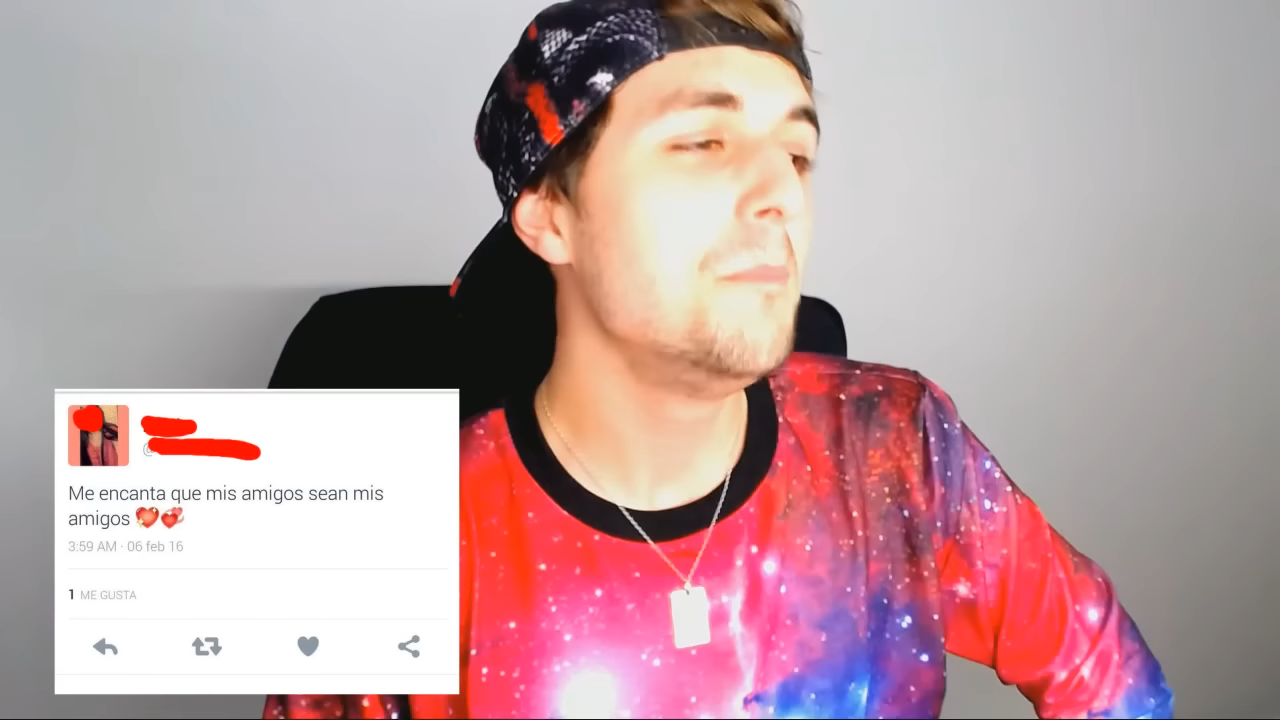 @
Me encanta que mis amigos sean mis
amigos 💖💞
3:59 AM · 06 feb 16
1 ME GUSTA